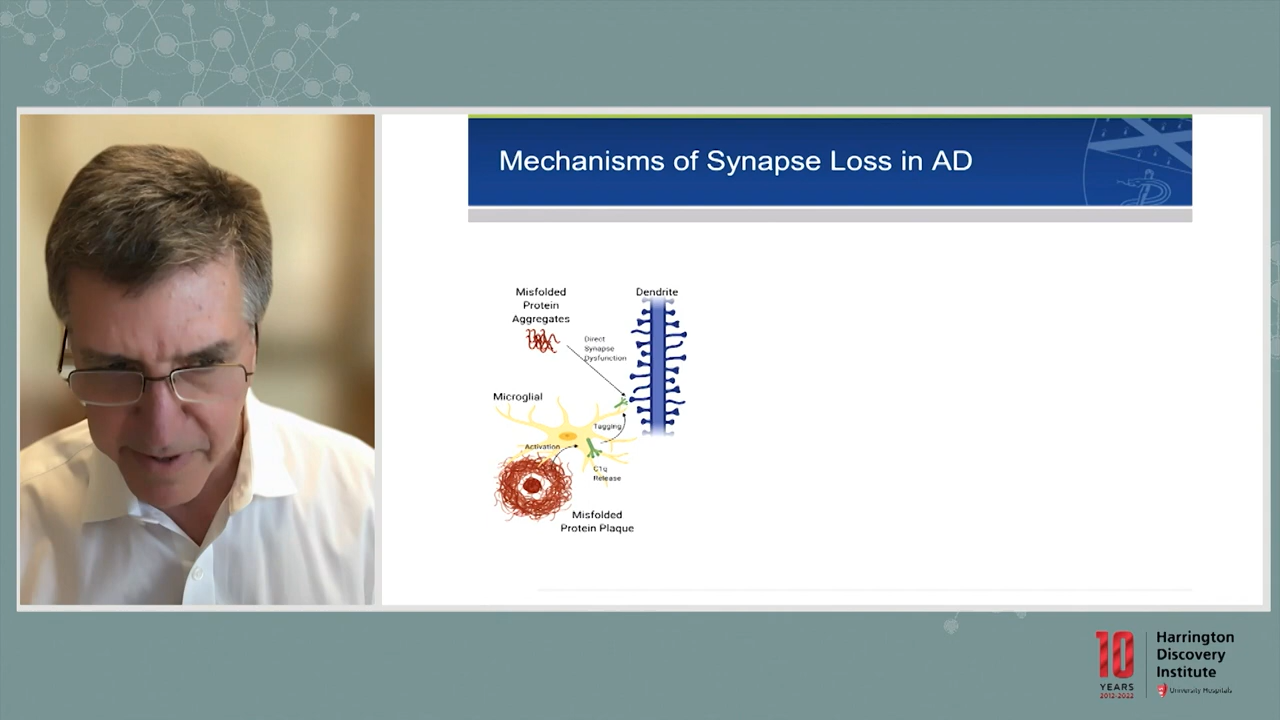 Mechanisms of Synapse Loss in AD
Misfolded
Protein
Aggregates
Dendrite
Direct
Synapse
Dysfunction
Microglial
Tagging
Activation
C1q
Release
Misfolded
Protein Plaque
10
YEARS
2012-2022
Harrington
Discovery
Institute
University Hospitals